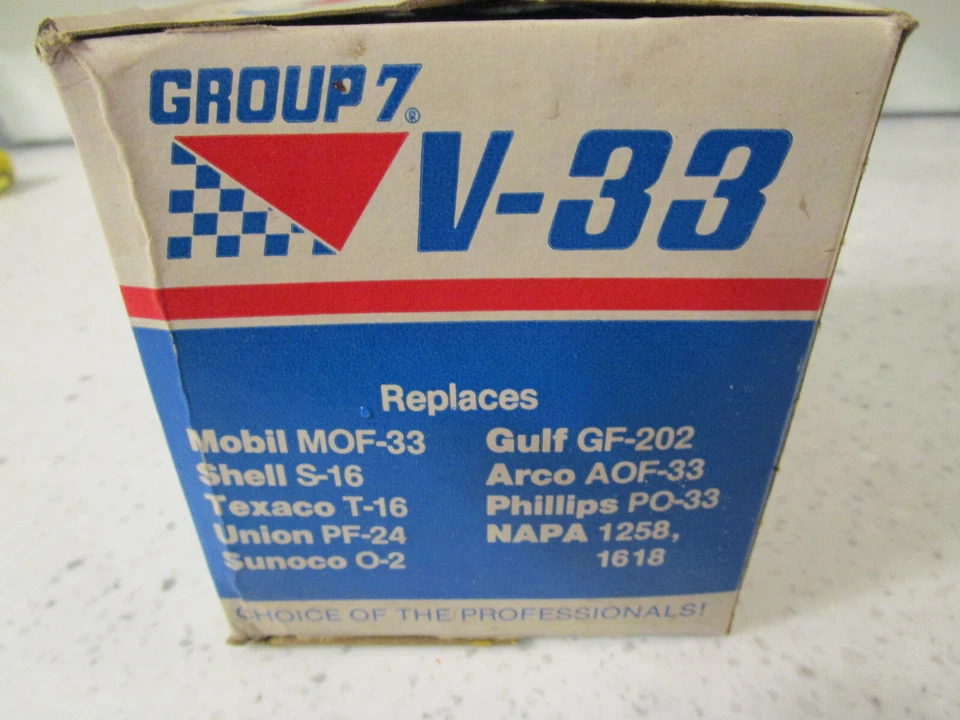 GROUP 7®
V-33
Replaces
Mobil MOF-33
Shell S-16
Texaco T-16
Union PF-24
Sunoco O-2
Gulf GF-202
Arco AOF-33
Phillips PO-33
NAPA 1258,
1618
CHOICE OF THE PROFESSIONALS!